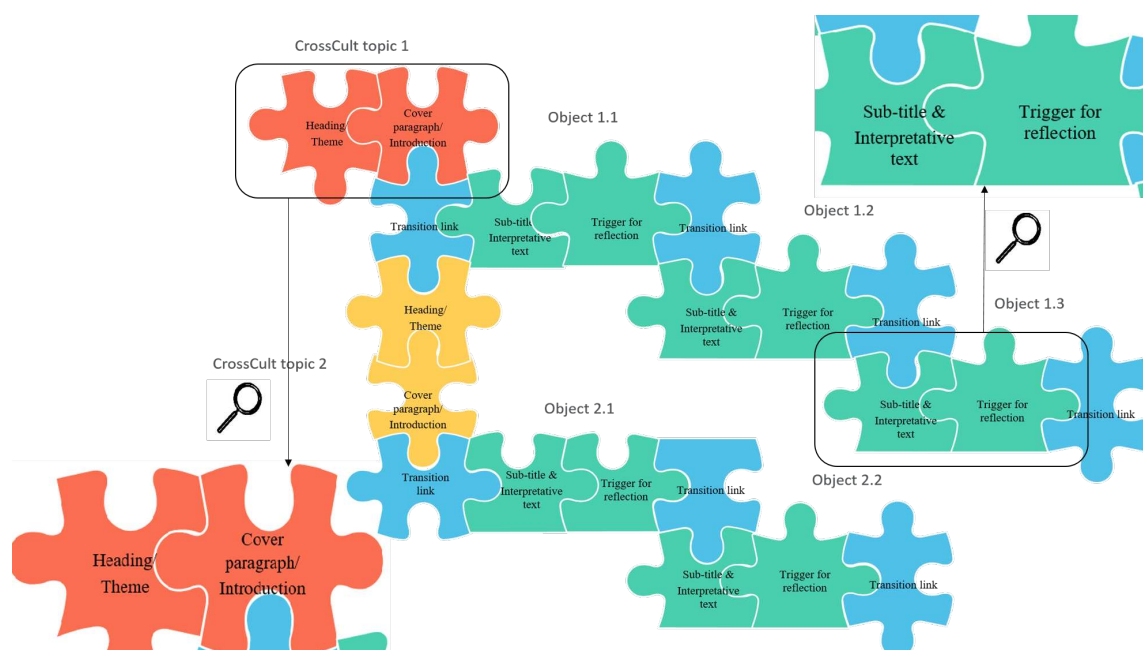 CrossCult topic 1
Heading/
Theme
Cover
paragraph/
Introduction
Object 1.1
Transition link
Sub-title &
Interpretative
text
Trigger for
reflection
Transition link
Sub-title &
Interpretative
text
Trigger for
reflection
Object 1.2
Sub-title &
Interpretative
text
Trigger for
reflection
Transition link
Object 1.3
Sub-title &
Interpretative
text
Trigger for
reflection
Transition link
Heading/
Theme
CrossCult topic 2
Cover
paragraph/
Introduction
Object 2.1
Transition
link
Sub-title &
Interpretative
text
Trigger for
reflection
Transition link
Object 2.2
Sub-title &
Interpretative
text
Trigger for
reflection
Transition link
Heading/
Theme
Cover
paragraph/
Introduction